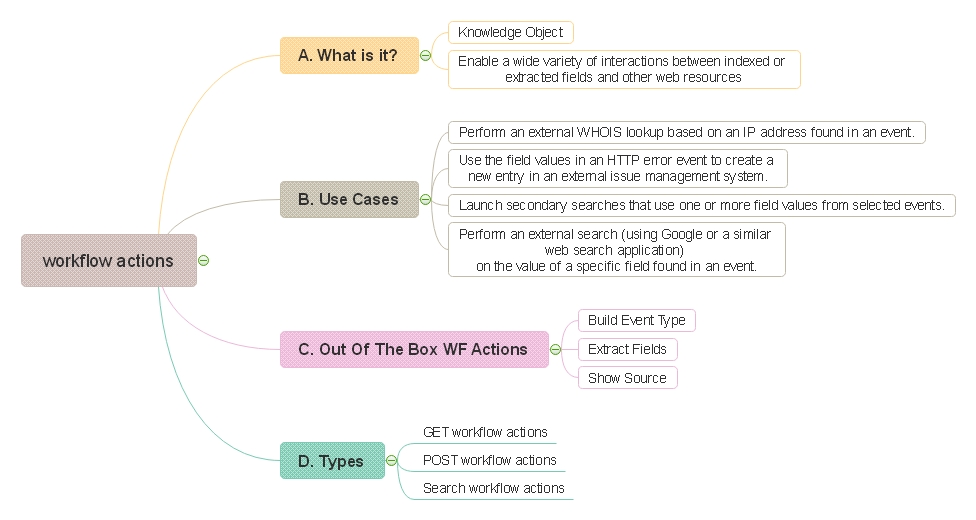 workflow actions
A. What is it?
Knowledge Object
Enable a wide variety of interactions between indexed or
extracted fields and other web resources
B. Use Cases
Perform an external WHOIS lookup based on an IP address found in an event.
Use the field values in an HTTP error event to create a
new entry in an external issue management system.
Launch secondary searches that use one or more field values from selected events.
Perform an external search (using Google or a similar
web search application)
on the value of a specific field found in an event.
C. Out Of The Box WF Actions
Build Event Type
Extract Fields
Show Source
D. Types
GET workflow actions
POST workflow actions
Search workflow actions